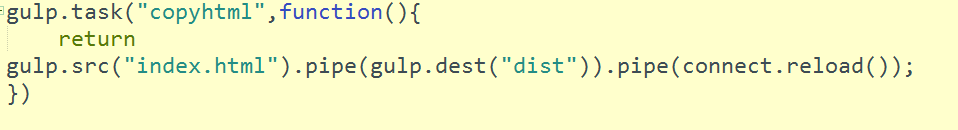 gulp.task("copyhtml",function(){
    return
gulp.src("index.html").pipe(gulp.dest("dist")).pipe(connect.reload());
})